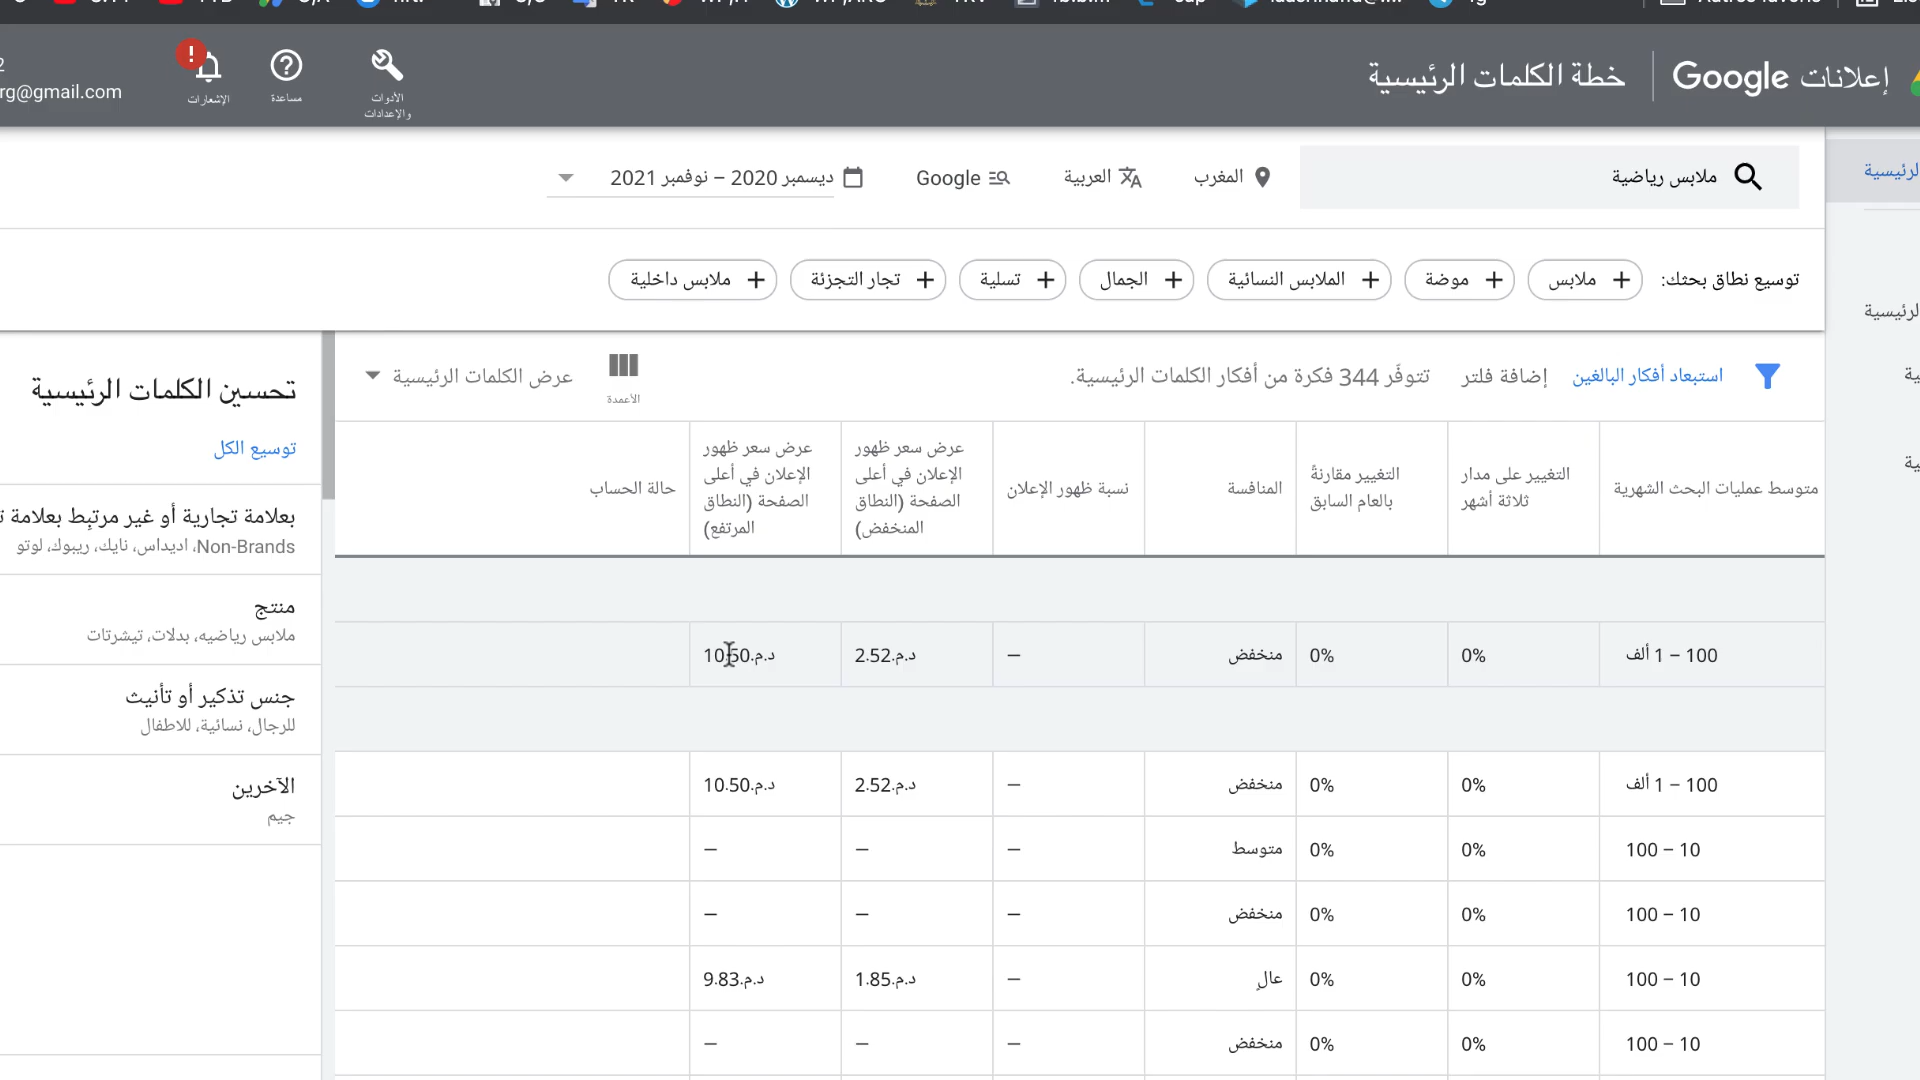 إعلانات Google
خطة الكلمات الرئيسية
الأدوات والإعدادات
مساعدة
!
الإشعارات
rg@gmail.com
ملابس رياضية
المغرب
العربية
Google
ديسمبر 2020 – نوفمبر 2021
توسيع نطاق بحثك:
+ ملابس
+ موضة
+ الملابس النسائية
+ الجمال
+ تسلية
+ تجار التجزئة
+ ملابس داخلية
استبعاد أفكار البالغين
إضافة فلتر
تتوفّر 344 فكرة من أفكار الكلمات الرئيسية.
الأعمدة
عرض الكلمات الرئيسية
متوسط عمليات البحث الشهرية
التغيير على مدار ثلاثة أشهر
التغيير مقارنةً بالعام السابق
المنافسة
نسبة ظهور الإعلان
عرض سعر ظهور الإعلان في أعلى الصفحة (النطاق المنخفض)
عرض سعر ظهور الإعلان في أعلى الصفحة (النطاق المرتفع)
حالة الحساب
100 – 1 ألف 0% 0% منخفض – د.م.2.52 د.م.10.50
100 – 1 ألف 0% 0% منخفض – د.م.2.52 د.م.10.50
10 – 100 0% 0% متوسط – – –
10 – 100 0% 0% منخفض – – –
10 – 100 0% 0% عالٍ – د.م.1.85 د.م.9.83
10 – 100 0% 0% منخفض – – –
تحسين الكلمات الرئيسية
توسيع الكل
بعلامة تجارية أو غير مرتبِط بعلامة
Non-Brands، اديداس، نايك، ريبوك، لوتو
منتج
ملابس رياضيه، بدلات، تيشرتات
جنس تذكير أو تأنيث
للرجال، نسائية، للاطفال
الآخرين
جيم